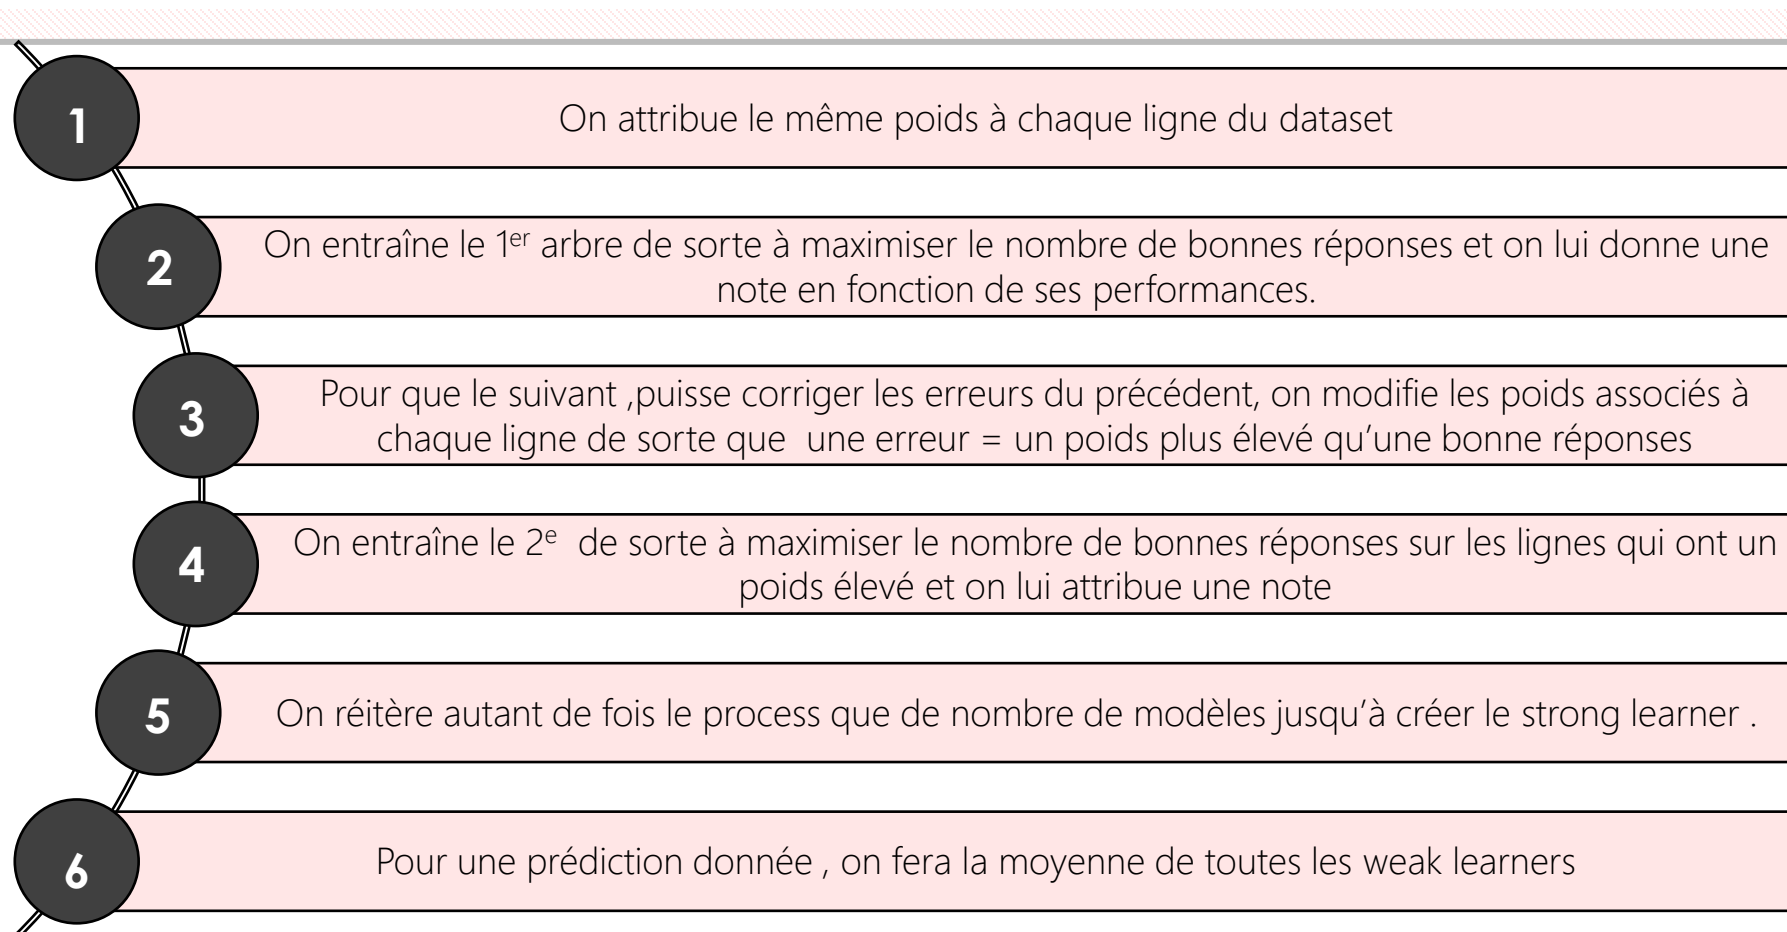 1
On attribue le même poids à chaque ligne du dataset
2
On entraîne le 1er arbre de sorte à maximiser le nombre de bonnes réponses et on lui donne une
note en fonction de ses performances.
3
Pour que le suivant ,puisse corriger les erreurs du précédent, on modifie les poids associés à
chaque ligne de sorte que  une erreur = un poids plus élevé qu’une bonne réponses
4
On entraîne le 2e  de sorte à maximiser le nombre de bonnes réponses sur les lignes qui ont un
poids élevé et on lui attribue une note
5
On réitère autant de fois le process que de nombre de modèles jusqu’à créer le strong learner .
6
Pour une prédiction donnée , on fera la moyenne de toutes les weak learners